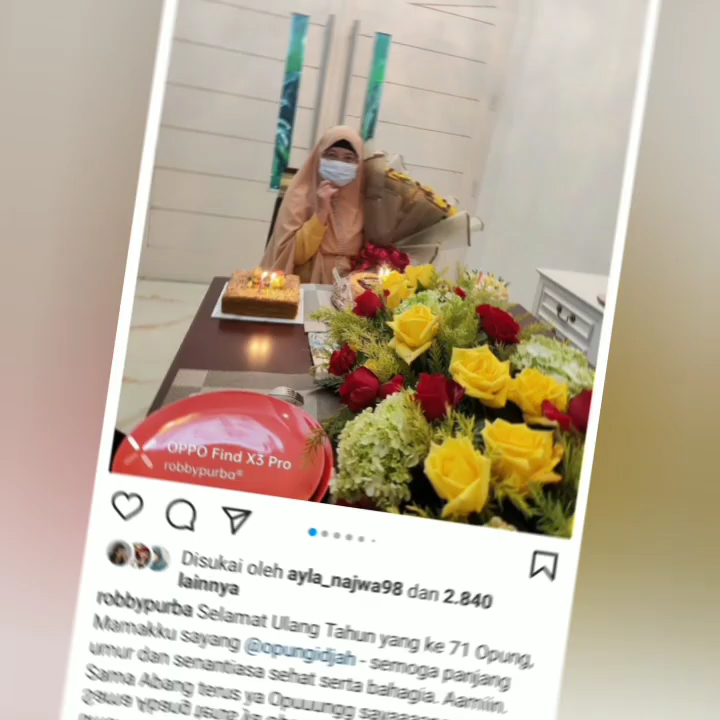 OPPO Find X3 Pro
robbypurba®
Disukai oleh ayla_najwa98 dan 2.840
lainnya
robbypurba Selamat Ulang Tahun yang ke 71 Opung,
Mamakku sayang @opungidjah - semoga panjang
umur dan senantiasa sehat serta bahagia. Aamiin.
Sama Abang terus ya Opuuungg